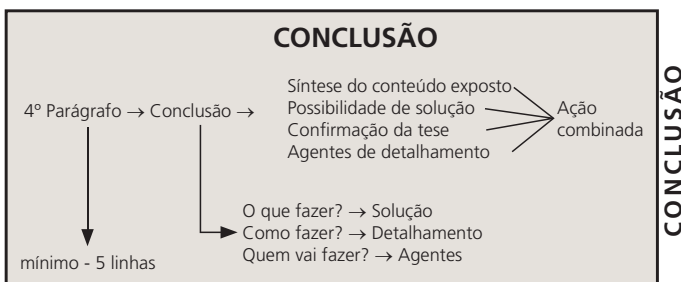 CONCLUSÃO
4º Parágrafo → Conclusão →
Síntese do conteúdo exposto
Possibilidade de solução
Confirmação da tese
Agentes de detalhamento
Ação
combinada
O que fazer? → Solução
Como fazer? → Detalhamento
Quem vai fazer? → Agentes
mínimo - 5 linhas
CONCLUSÃO